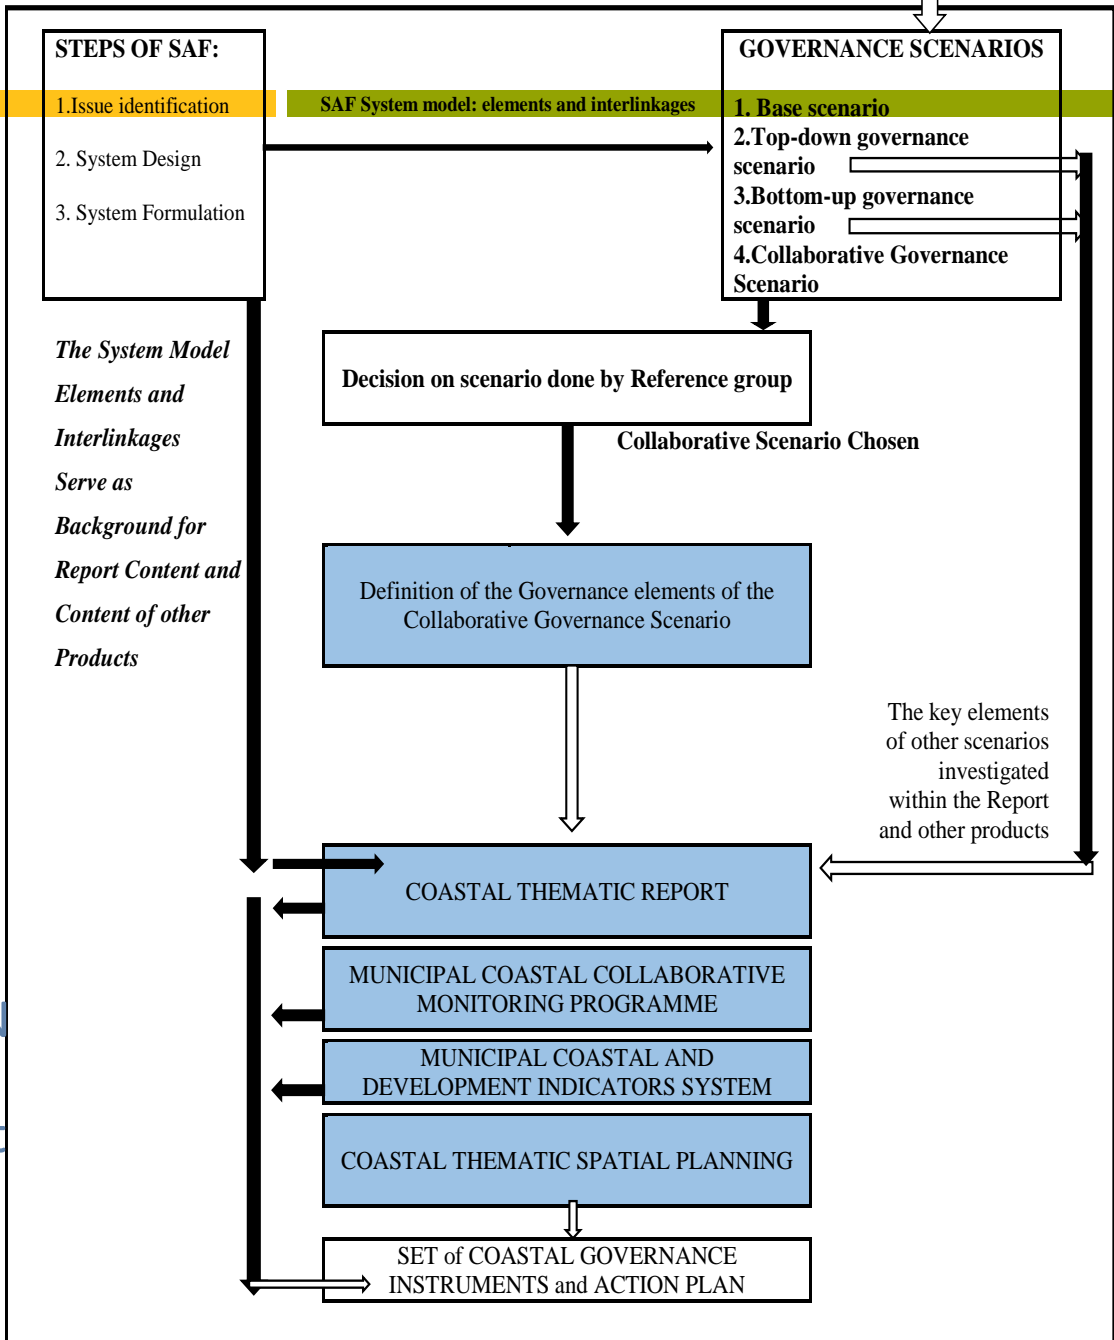 STEPS OF SAF:
1.Issue identification
2. System Design
3. System Formulation
SAF System model: elements and interlinkages
GOVERNANCE SCENARIOS
1. Base scenario
2.Top-down governance
scenario
3.Bottom-up governance
scenario
4.Collaborative Governance
Scenario
The System Model
Elements and
Interlinkages
Serve as
Background for
Report Content and
Content of other
Products
Decision on scenario done by Reference group
Collaborative Scenario Chosen
Definition of the Governance elements of the
Collaborative Governance Scenario
The key elements
of other scenarios
investigated
within the Report
and other products
COASTAL THEMATIC REPORT
MUNICIPAL COASTAL COLLABORATIVE
MONITORING PROGRAMME
MUNICIPAL COASTAL AND
DEVELOPMENT INDICATORS SYSTEM
COASTAL THEMATIC SPATIAL PLANNING
SET of COASTAL GOVERNANCE
INSTRUMENTS and ACTION PLAN